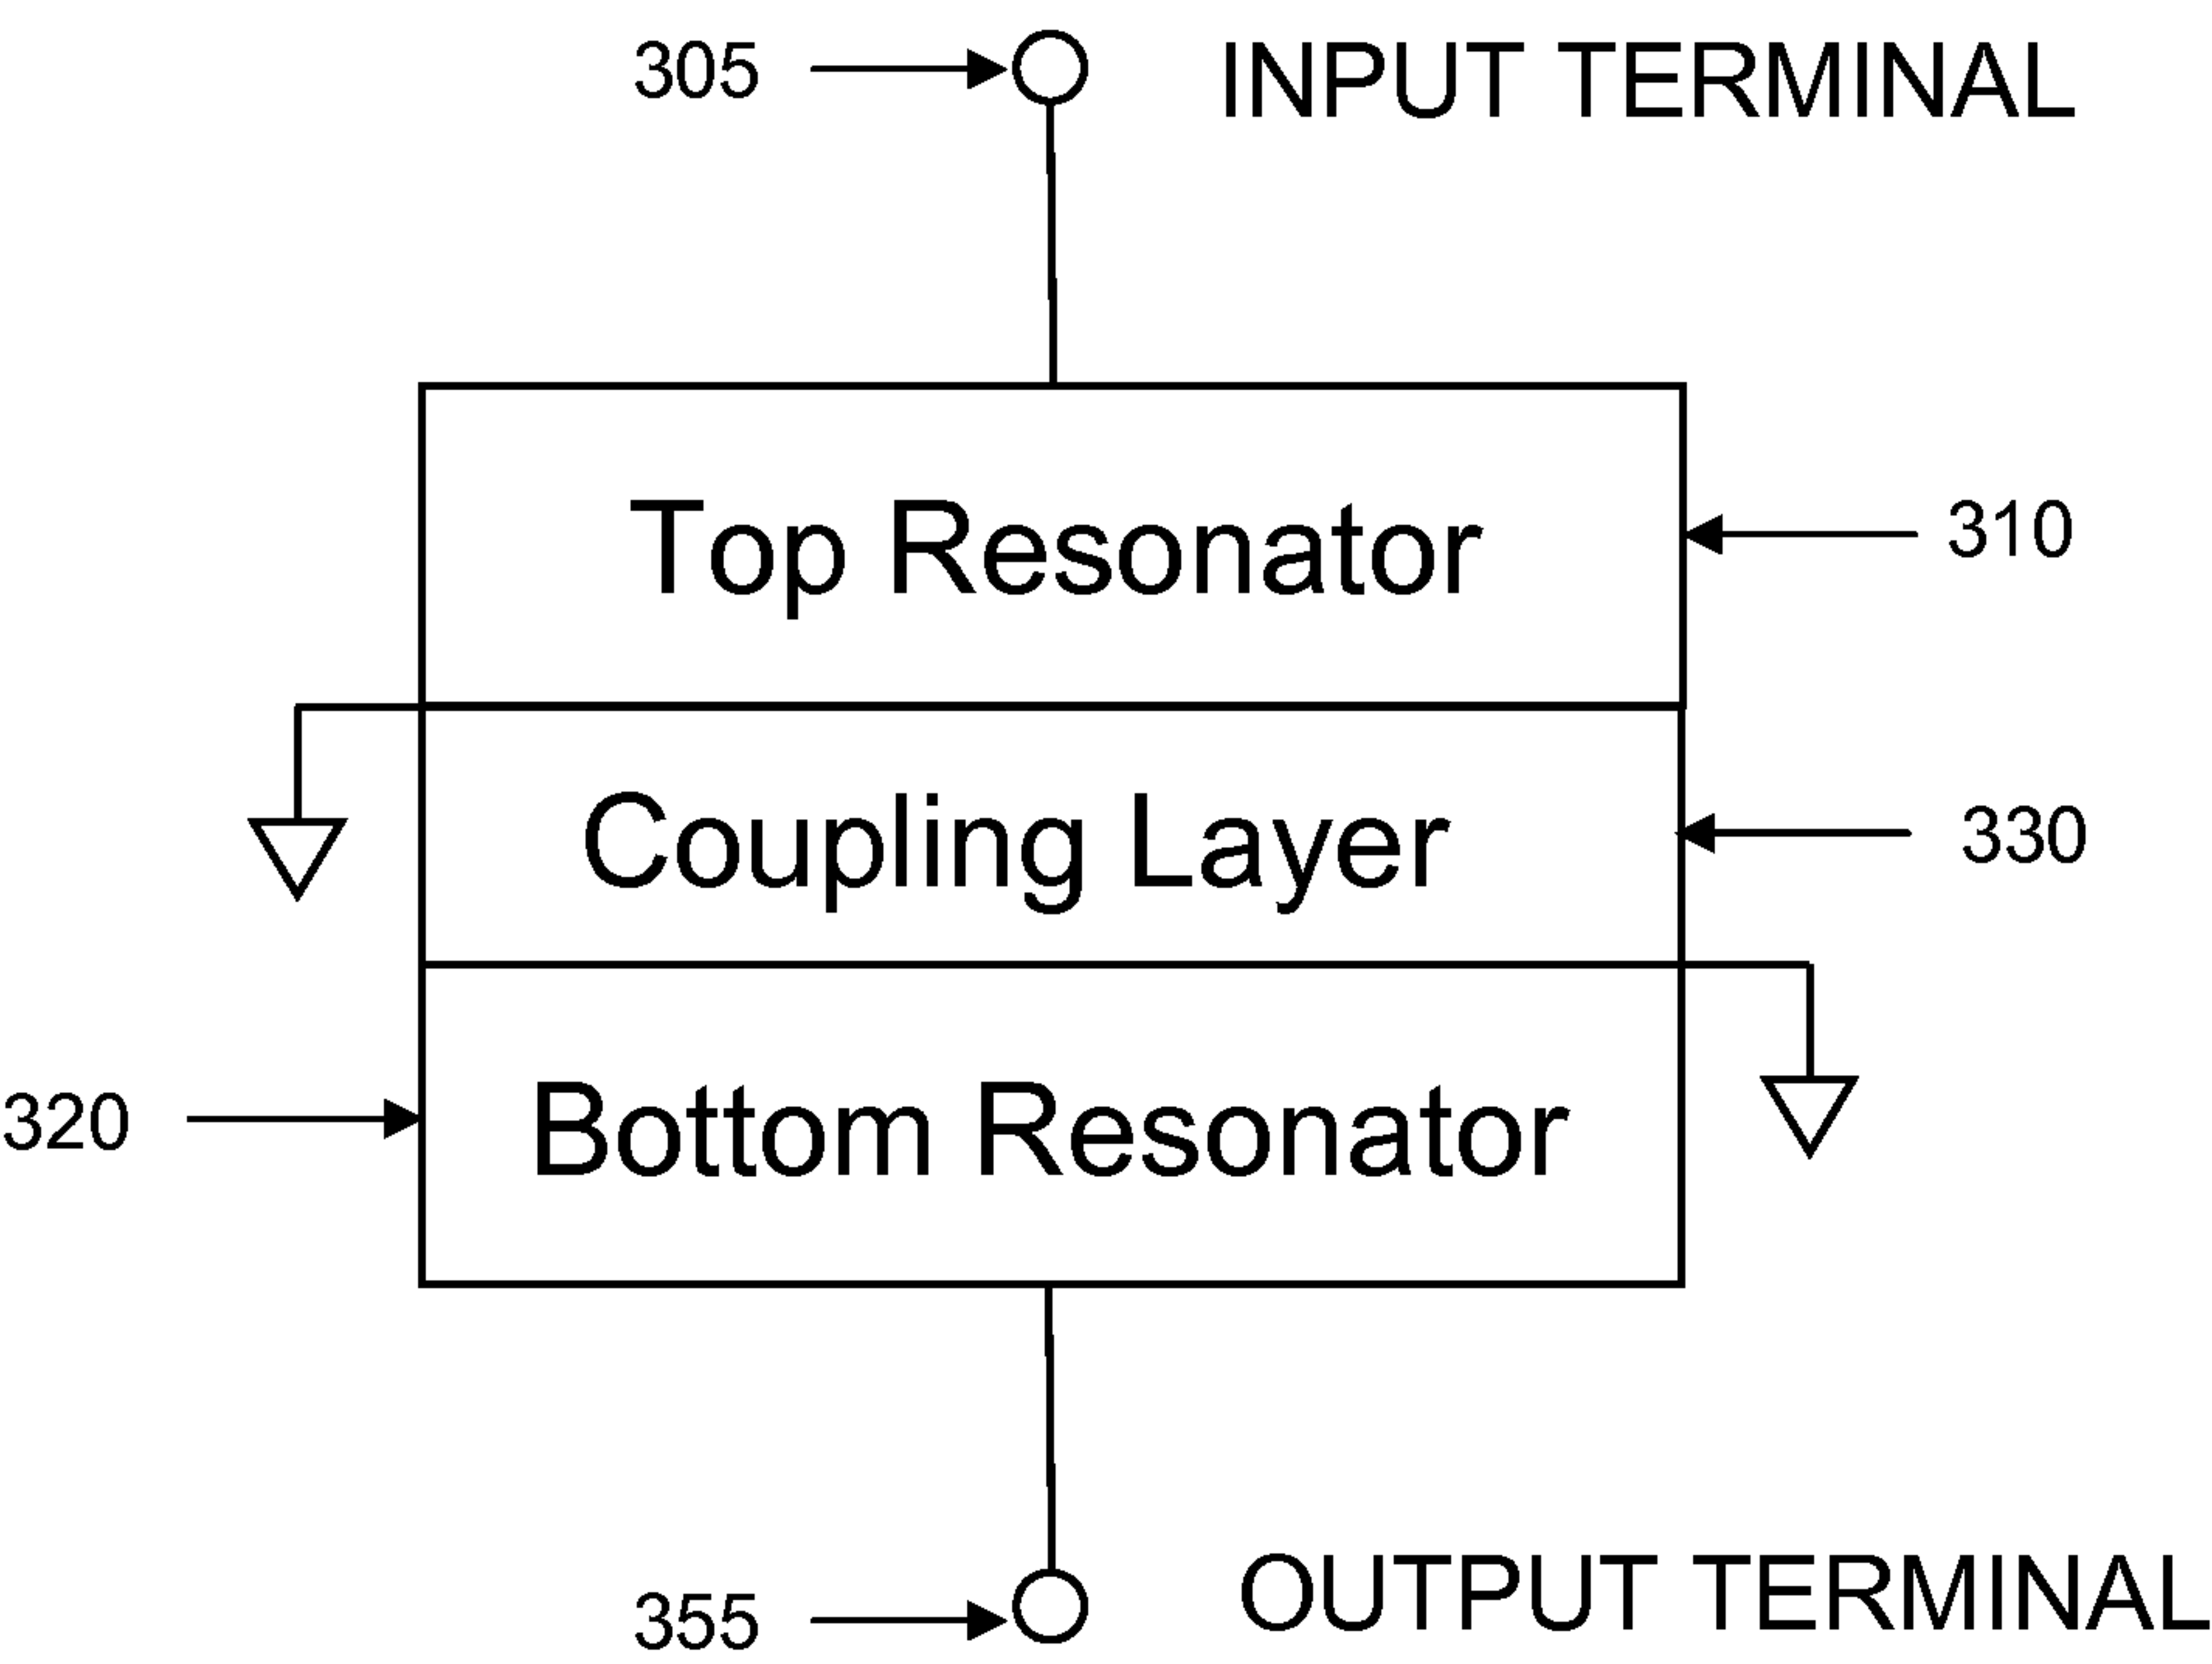 305
INPUT TERMINAL
Top Resonator
310
Coupling Layer
330
320
Bottom Resonator
355
OUTPUT TERMINAL